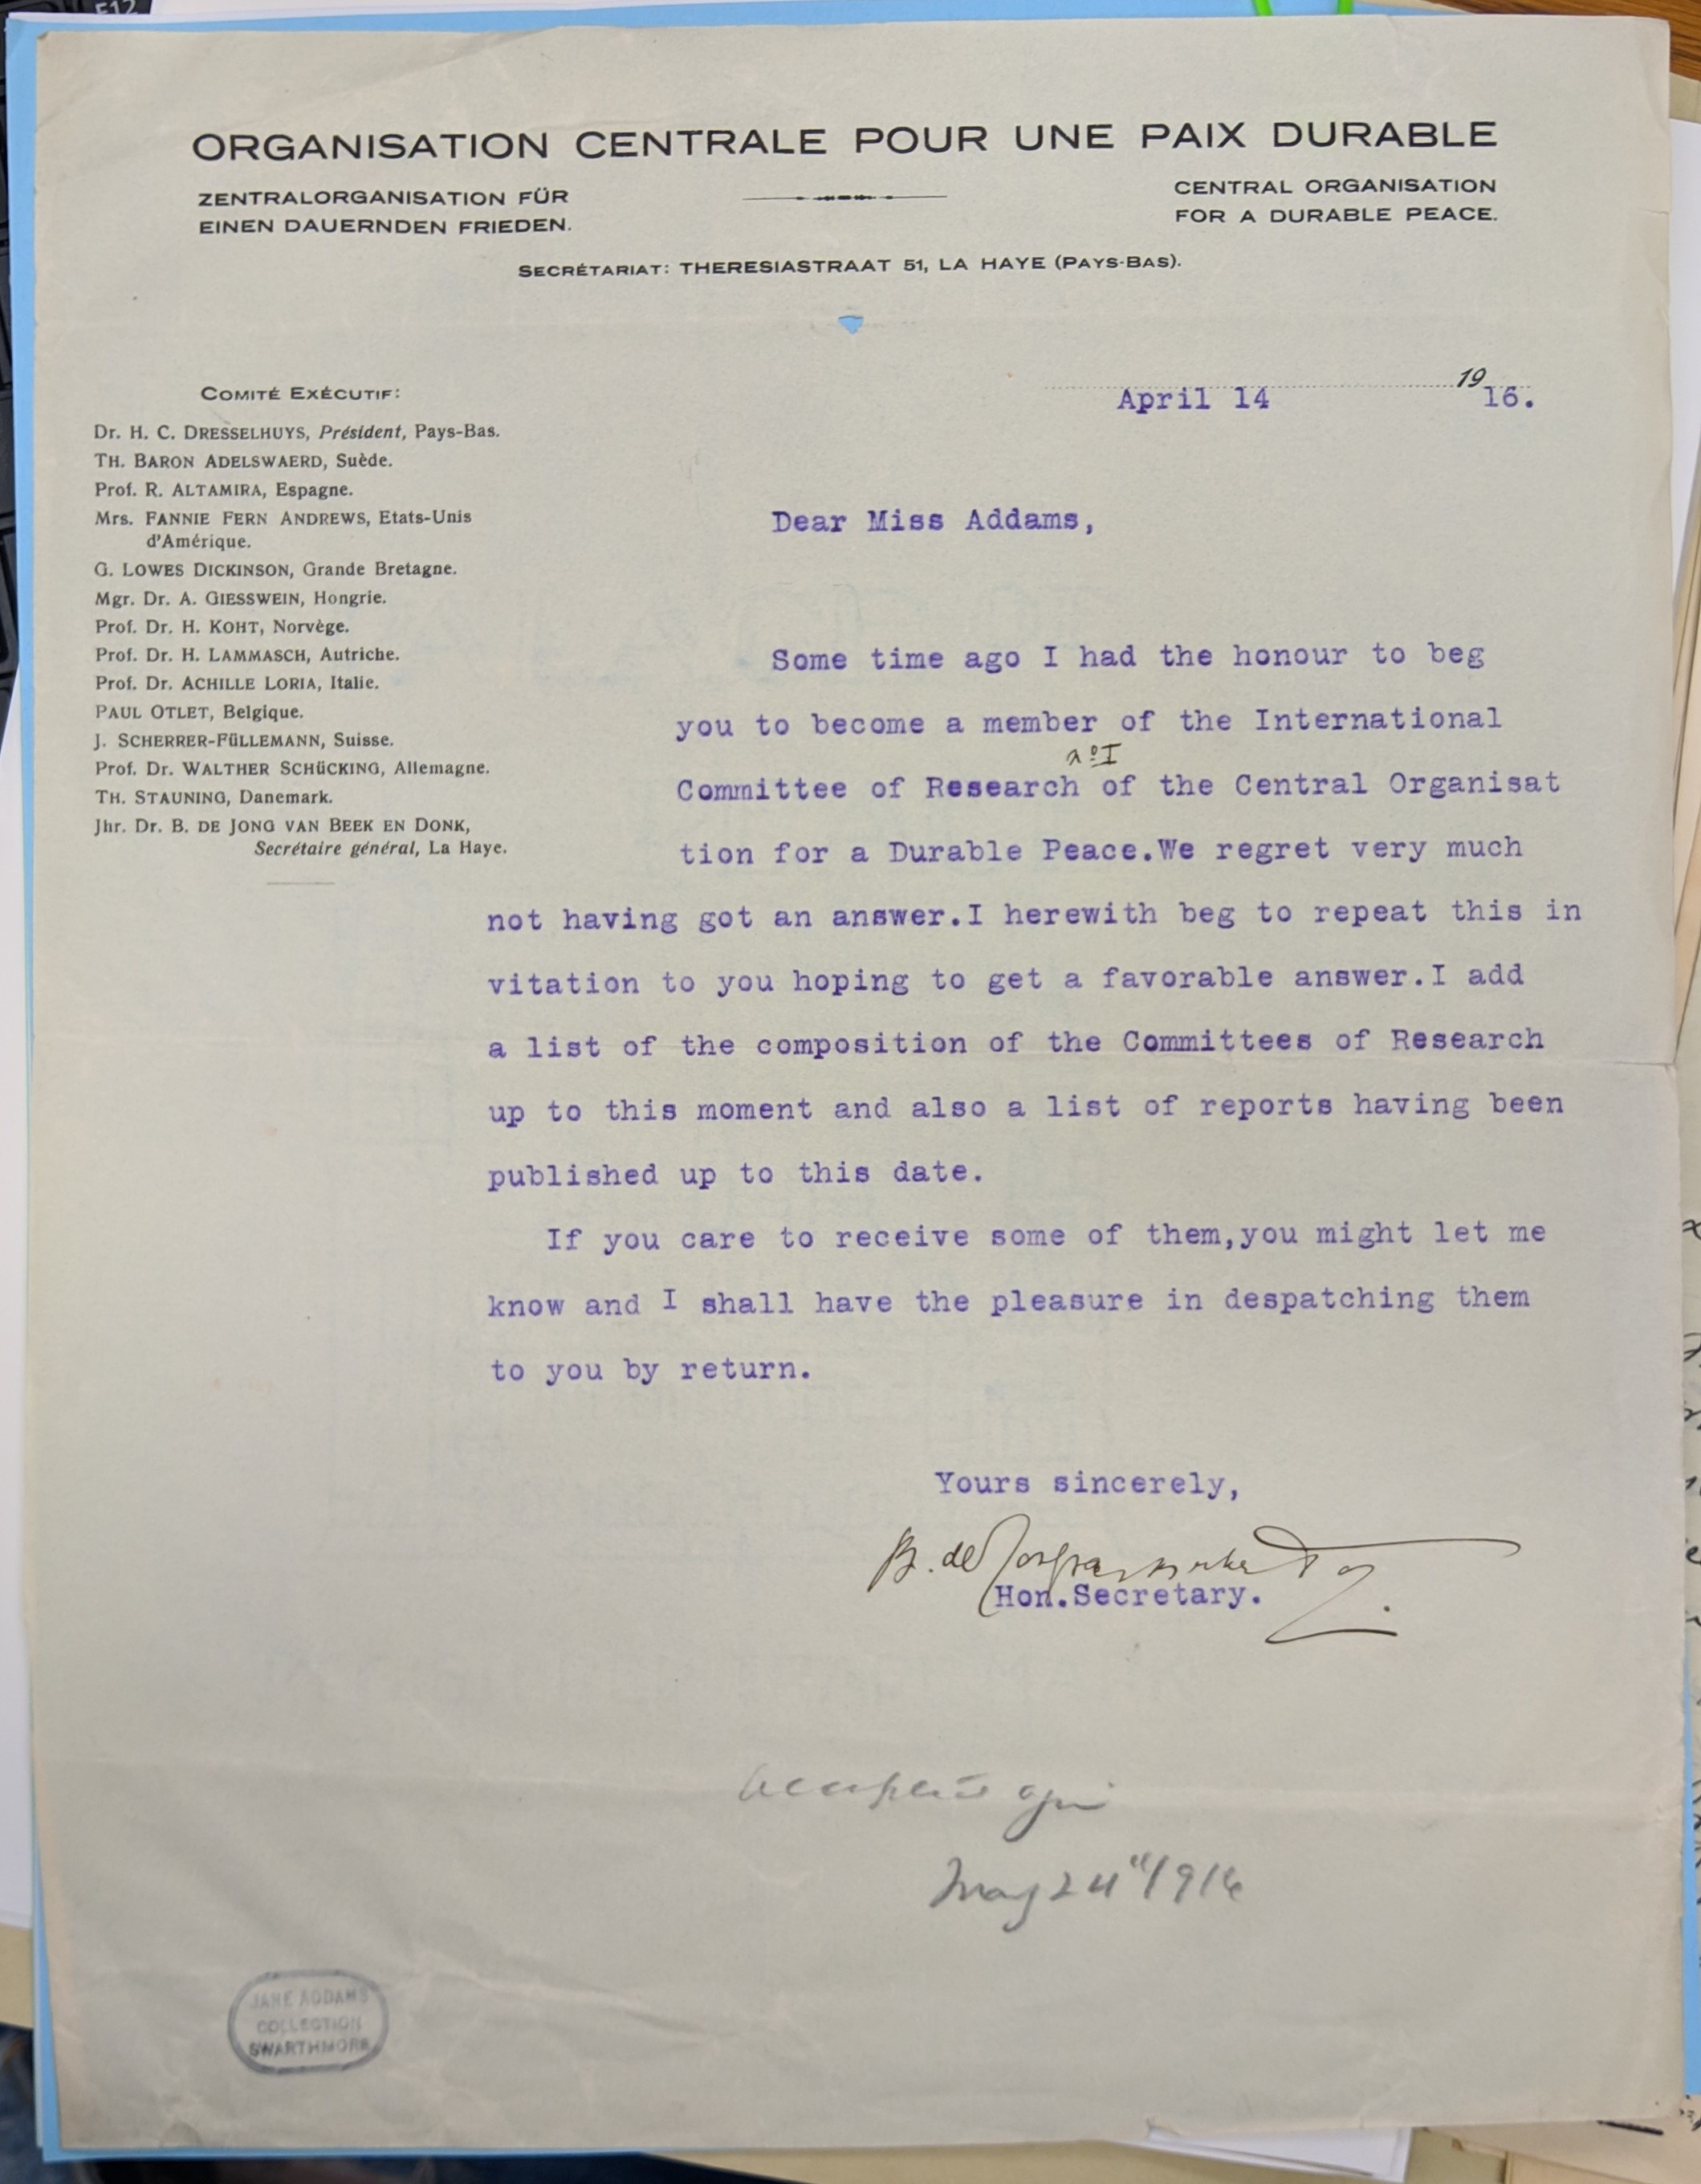 F12
ORGANISATION CENTRALE POUR UNE PAIX DURABLE
ZENTRALORGANISATION FÜR
EINEN DAUERNDEN FRIEDEN.
CENTRAL ORGANISATION
FOR A DURABLE PEACE.
SECRÉTARIAT: THERESIASTRAAT 51, LA HAYE (PAYS-BAS).
COMITÉ EXÉCUTIF:
Dr. H. C. DRESSELHUYS, Président, Pays-Bas.
TH. BARON ADELSWAERD, Suède.
Prof. R. ALTAMIRA, Espagne.
Mrs. FANNIE FERN ANDREWS, Etats-Unis
d'Amérique.
G. LOWES DICKINSON, Grande Bretagne.
Mgr. Dr. A. GIESSWEIN, Hongrie.
Prof. Dr. H. KOHT, Norvège.
Prof. Dr. H. LAMMASCH, Autriche.
Prof. Dr. ACHILLE LORIA, Italie.
PAUL OTLET, Belgique.
J. SCHERRER-FÜLLEMANN, Suisse.
Prof. Dr. WALTHER SCHÜCKING, Allemagne.
TH. STAUNING, Danemark.
Jhr. Dr. B. DE JONG VAN BEEK EN DONK,
Secrétaire général, La Haye.
April 14 1916.
Dear Miss Addams,
Some time ago I had the honour to beg
you to become a member of the International
nº I
Committee of Research of the Central Organisat
tion for a Durable Peace.We regret very much
not having got an answer.I herewith beg to repeat this in
vitation to you hoping to get a favorable answer.I add
a list of the composition of the Committees of Research
up to this moment and also a list of reports having been
published up to this date.
If you care to receive some of them,you might let me
know and I shall have the pleasure in despatching them
to you by return.
Yours sincerely,
B. de Jong van Beek en D
Hon.Secretary.
May 24" 1916
JANE ADDAMS
COLLECTION
SWARTHMORE